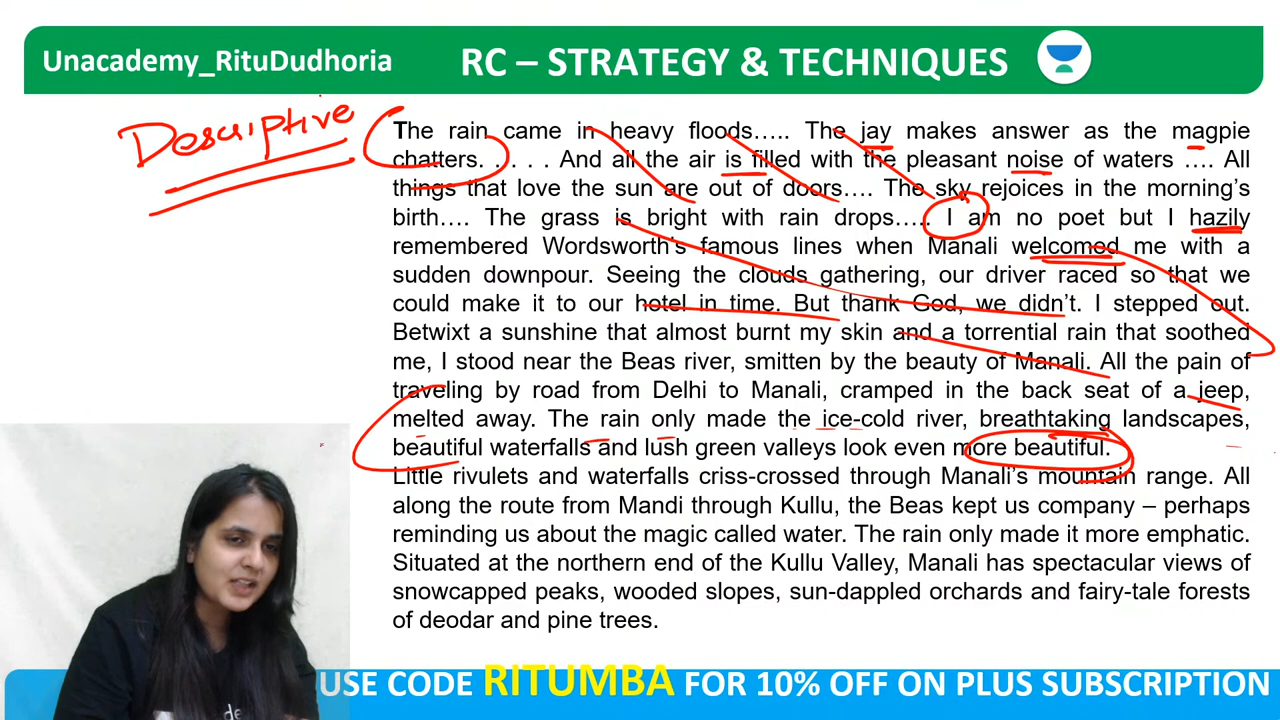 Unacademy_RituDudhoria
RC – STRATEGY & TECHNIQUES
Descriptive
The rain came in heavy floods….. The jay makes answer as the magpie
chatters. . . . . And all the air is filled with the pleasant noise of waters …. All
things that love the sun are out of doors…. The sky rejoices in the morning's
birth…. The grass is bright with rain drops….. I am no poet but I hazily
remembered Wordsworth's famous lines when Manali welcomed me with a
sudden downpour. Seeing the clouds gathering, our driver raced so that we
could make it to our hotel in time. But thank God, we didn't. I stepped out.
Betwixt a sunshine that almost burnt my skin and a torrential rain that soothed
me, I stood near the Beas river, smitten by the beauty of Manali. All the pain of
traveling by road from Delhi to Manali, cramped in the back seat of a jeep,
melted away. The rain only made the ice-cold river, breathtaking landscapes,
beautiful waterfalls and lush green valleys look even more beautiful.
Little rivulets and waterfalls criss-crossed through Manali's mountain range. All
along the route from Mandi through Kullu, the Beas kept us company – perhaps
reminding us about the magic called water. The rain only made it more emphatic.
Situated at the northern end of the Kullu Valley, Manali has spectacular views of
snowcapped peaks, wooded slopes, sun-dappled orchards and fairy-tale forests
of deodar and pine trees.
USE CODE RITUMBA FOR 10% OFF ON PLUS SUBSCRIPTION